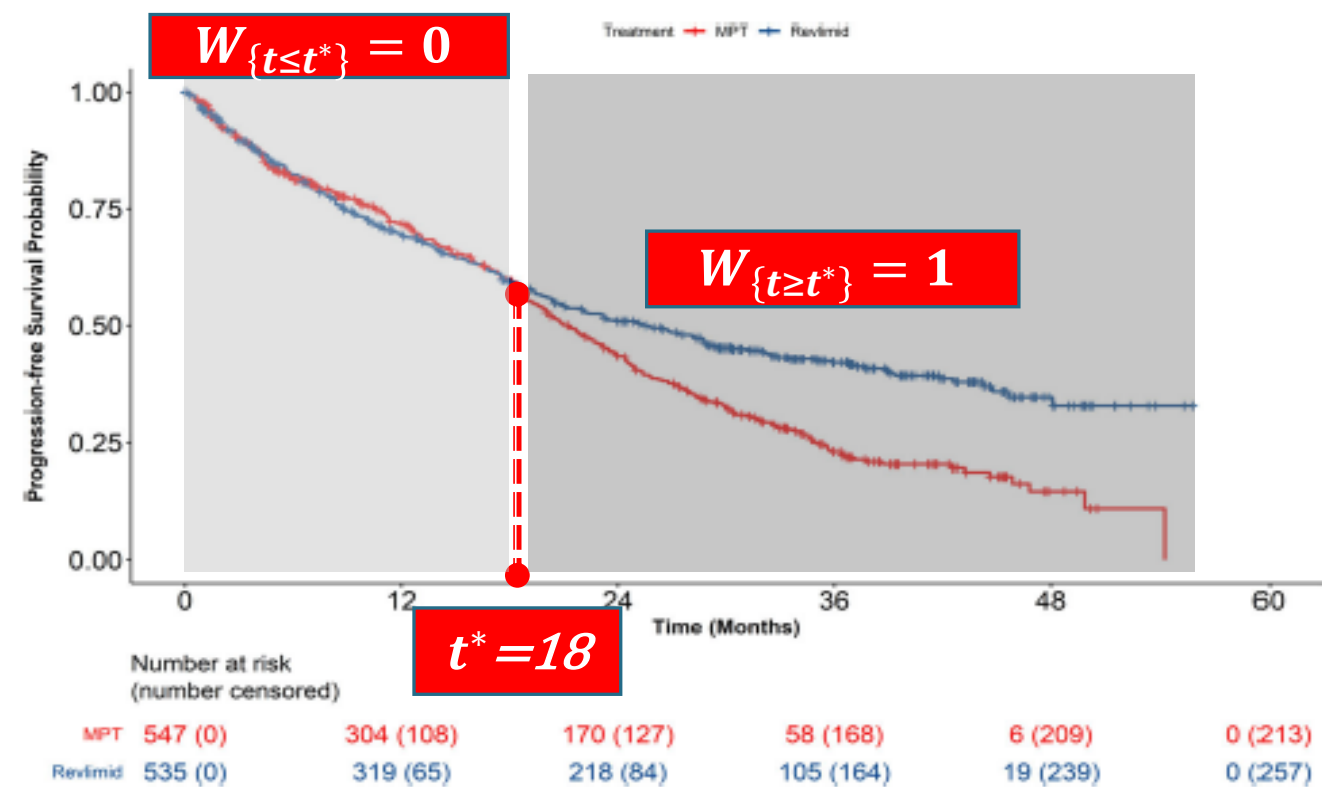 W{t≤t*} = 0
Treatment MPT Revlimid
Progression-free Survival Probability
1.00
0.75
W{t≥t*} = 1
0.50
0.25
0.00
0 12 24 36 48 60
Time (Months)
t* =18
Number at risk
(number censored)
MPT 547 (0) 304 (108) 170 (127) 58 (168) 6 (209) 0 (213)
Revlimid 535 (0) 319 (65) 218 (84) 105 (164) 19 (239) 0 (257)